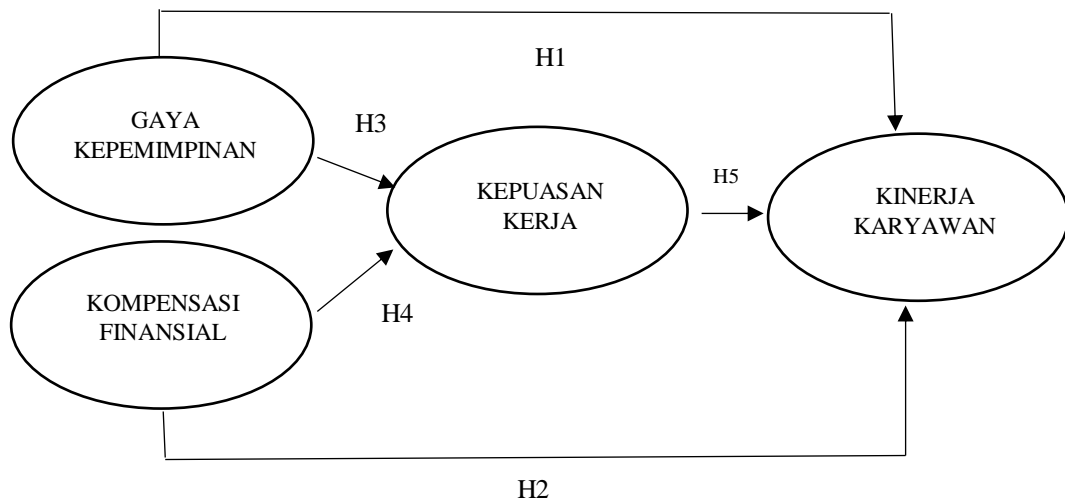 H1
GAYA
KEPEMIMPINAN
H3
KEPUASAN
KERJA
H5
KINERJA
KARYAWAN
KOMPENSASI
FINANSIAL
H4
H2